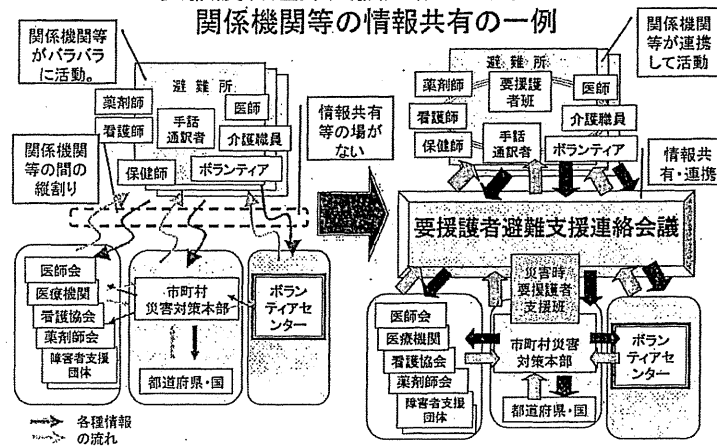 関係機関等の情報共有の一例
関係機関等
がバラバラ
に活動。
避難所
薬剤師
医師
看護師
手話
通訳者
介護職員
保健師
ボランティア
関係機関
等の間の
縦割り
情報共有
等の場が
ない
医師会
医療機関
看護協会
薬剤師会
障害者支援
団体
市町村
災害対策本部
都道府県・国
ボラン
ティアセ
ンター
各種情報
の流れ
関係機関
等が連携
して活動
避難所
薬剤師
要援護
者班
医師
看護師
介護職員
保健師
手話
通訳者
ボランティア
情報共
有・連携
要援護者避難支援連絡会議
災害時
要援護者
支援班
医師会
医療機関
看護協会
薬剤師会
障害者支援
団体
市町村災害
対策本部
都道府県・国
ボラン
ティアセ
ンター